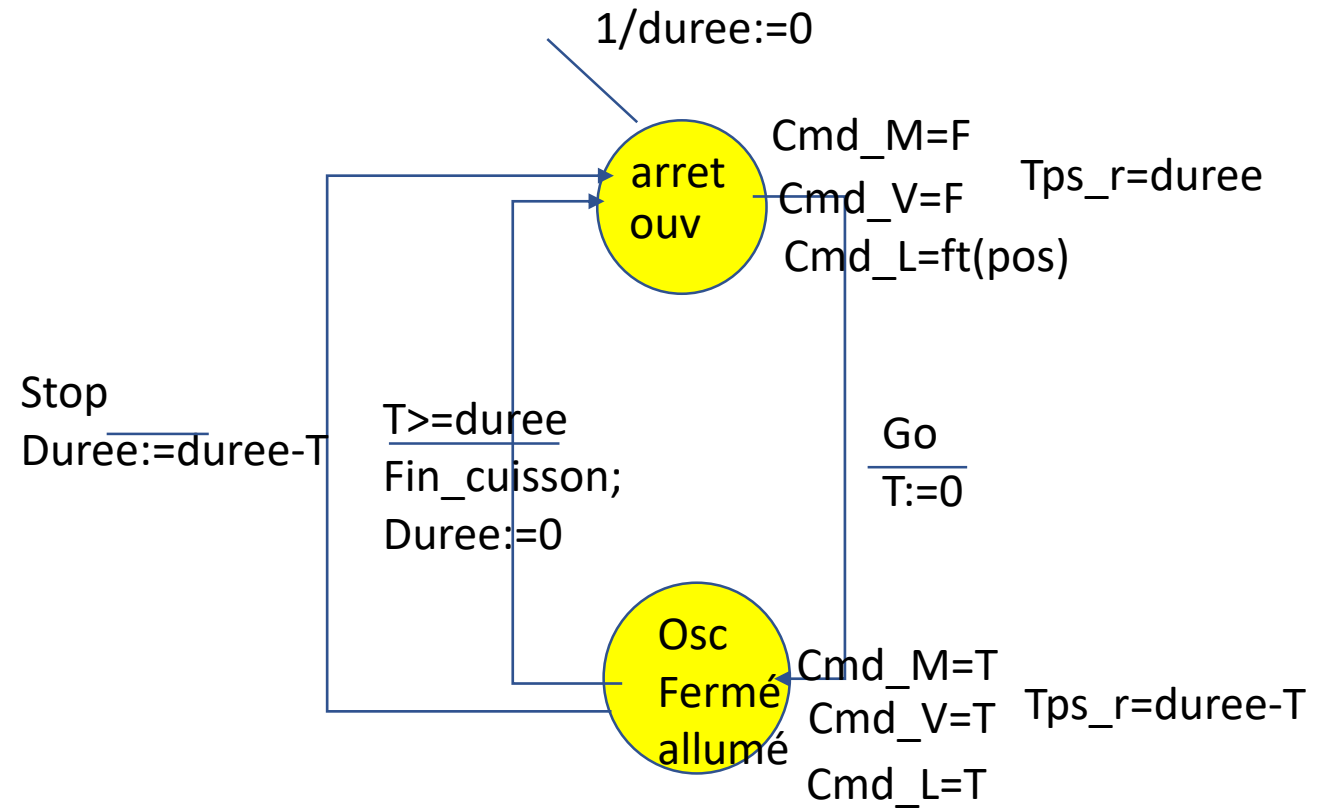 1/duree:=0
arret
ouv
Cmd_M=F
Cmd_V=F
Cmd_L=ft(pos)
Tps_r=duree
Stop
Duree:=duree-T
T>=duree
Fin_cuisson;
Duree:=0
Go
T:=0
Osc
Fermé
allumé
Cmd_M=T
Cmd_V=T
Cmd_L=T
Tps_r=duree-T